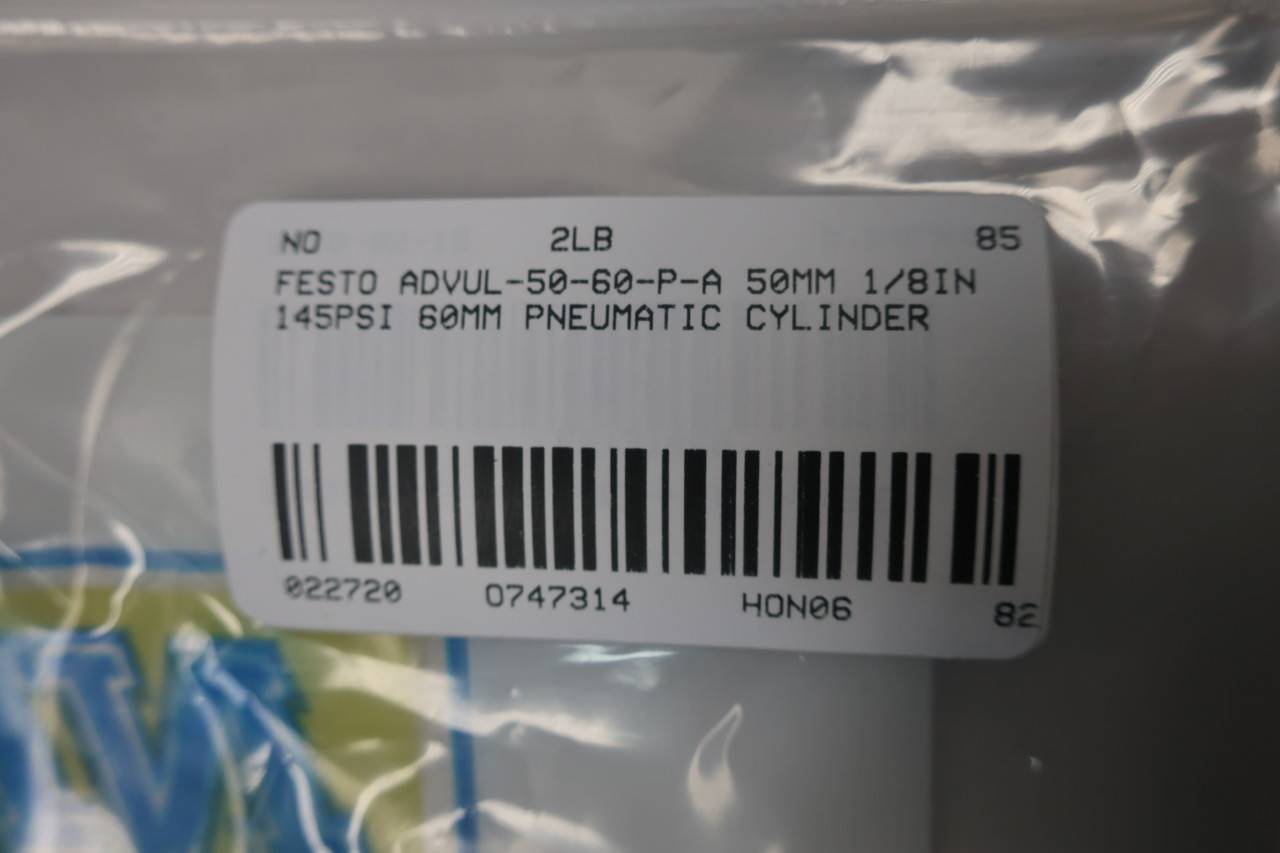 NO 2LB 85
FESTO ADVUL-50-60-P-A 50MM 1/8IN
145PSI 60MM PNEUMATIC CYLINDER
022720 0747314 HON06 82
W